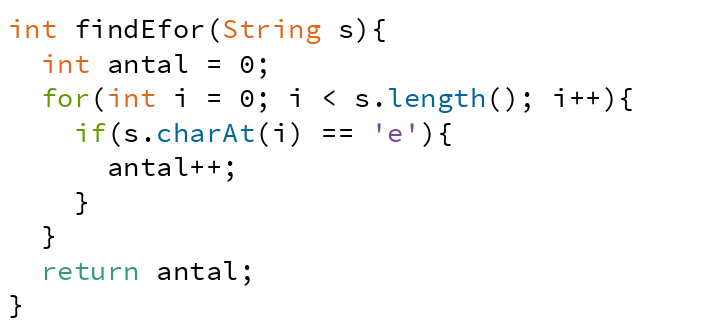 int findEfor(String s){
  int antal = 0;
  for(int i = 0; i < s.length(); i++){
    if(s.charAt(i) == 'e'){
      antal++;
    }
  }
  return antal;
}